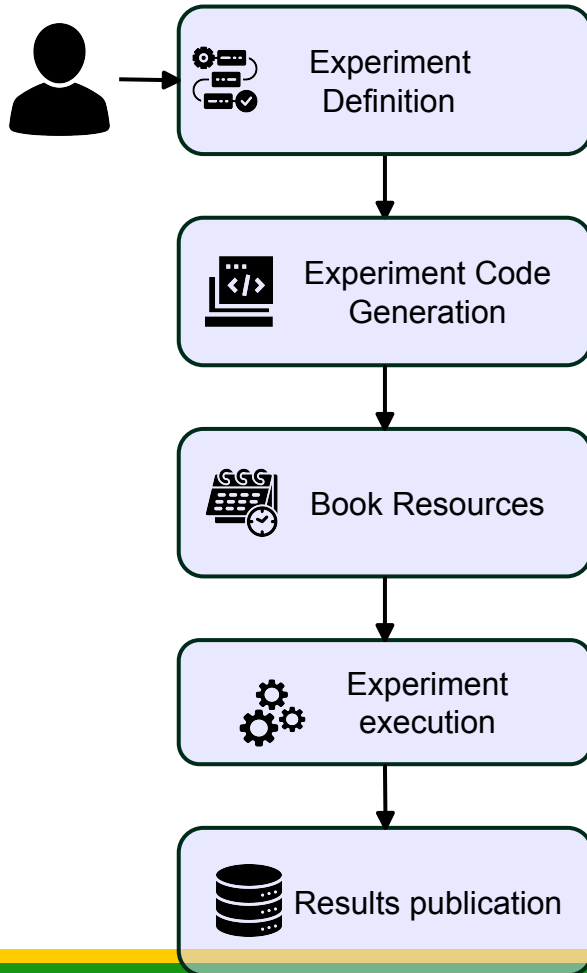 Experiment
Definition
Experiment Code
Generation
Book Resources
Experiment
execution
Results publication